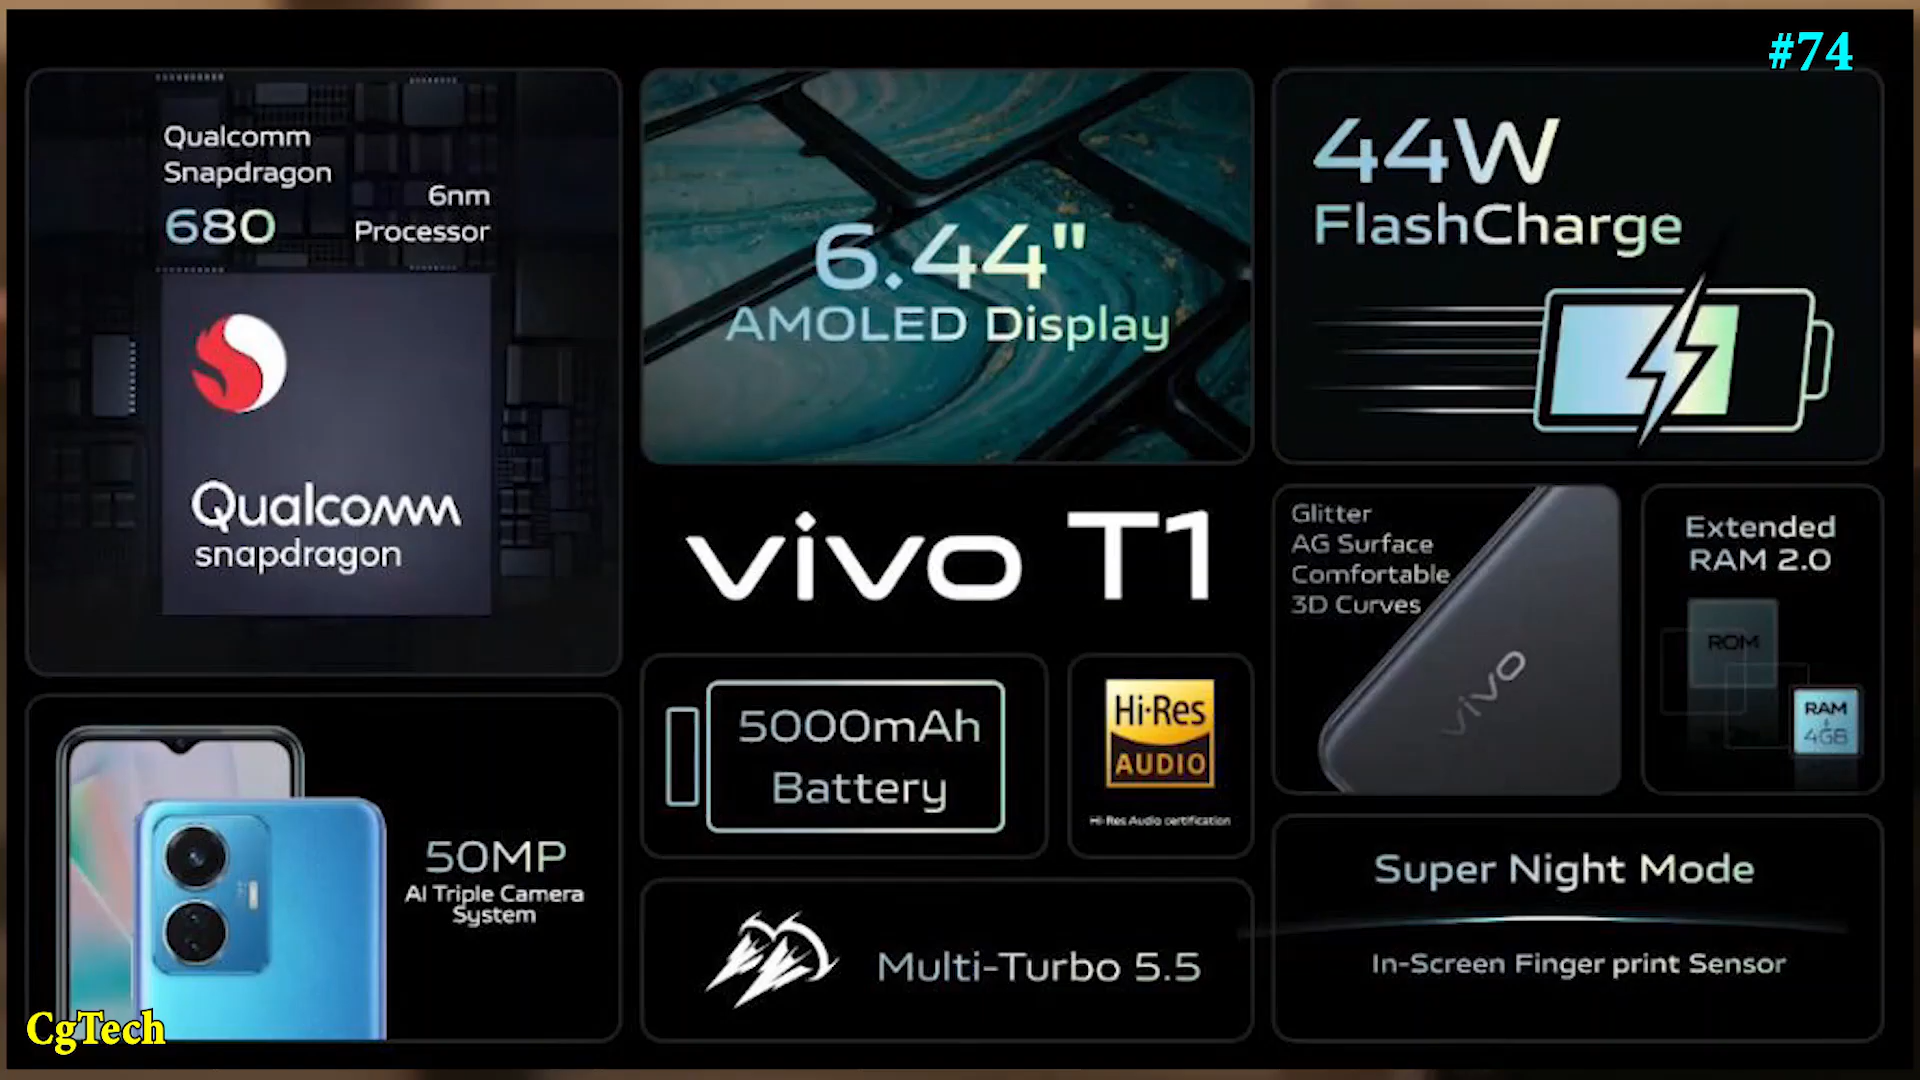 #74
Qualcomm
Snapdragon
680
6nm
Processor
Qualcomm
snapdragon
6.44"
AMOLED Display
44W
FlashCharge
vivo T1
Glitter
AG Surface
Comfortable
3D Curves
vivo
Extended
RAM 2.0
ROM
RAM
+
4GB
5000mAh
Battery
Hi-Res
AUDIO
Hi-Res Audio certification
50MP
AI Triple Camera
System
Multi-Turbo 5.5
Super Night Mode
In-Screen Finger print Sensor
CgTech